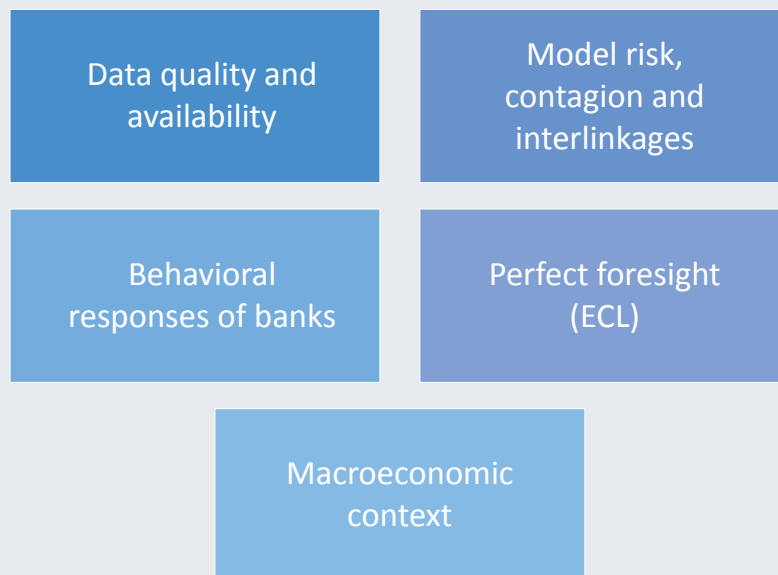 Data quality and
availability
Model risk,
contagion and
interlinkages
Behavioral
responses of banks
Perfect foresight
(ECL)
Macroeconomic
context